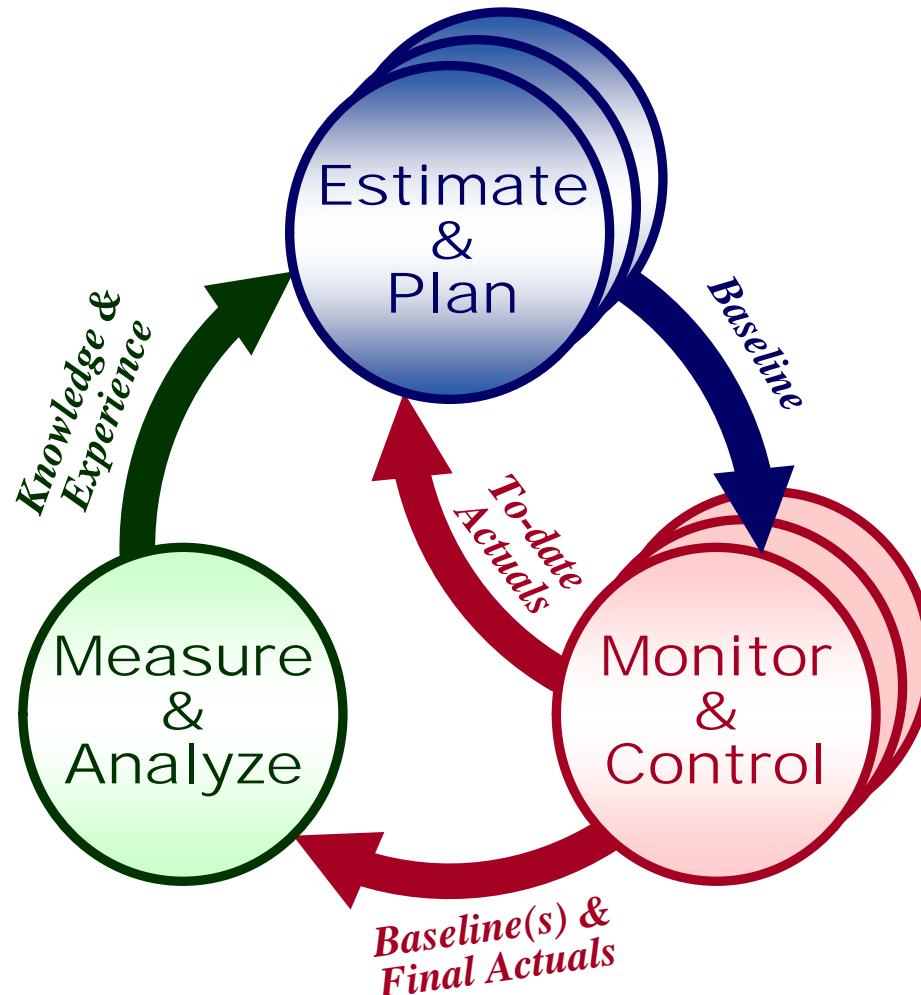 Estimate
&
Plan
Baseline
Knowledge &
Experience
To-date
Actuals
Measure
&
Analyze
Monitor
&
Control
Baseline(s) &
Final Actuals